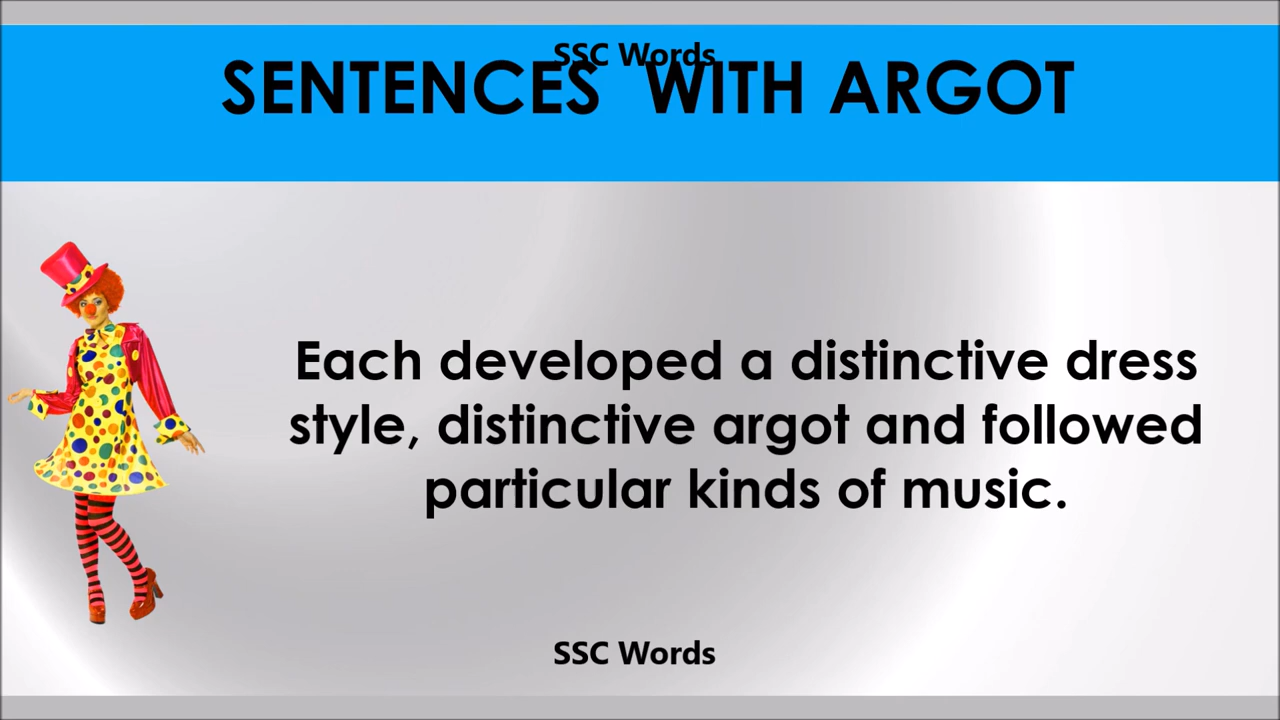 SSC Words
SENTENCES WITH ARGOT
Each developed a distinctive dress
style, distinctive argot and followed
particular kinds of music.
SSC Words